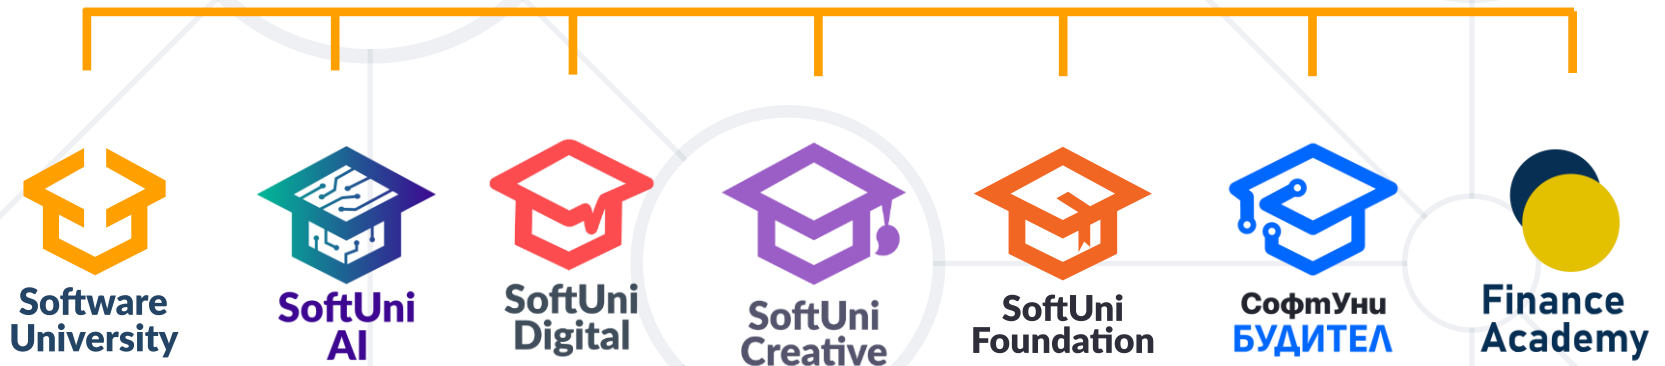 Software
University
SoftUni
AI
SoftUni
Digital
SoftUni
Creative
SoftUni
Foundation
СофтУни
БУДИТЕЛ
Finance
Academy